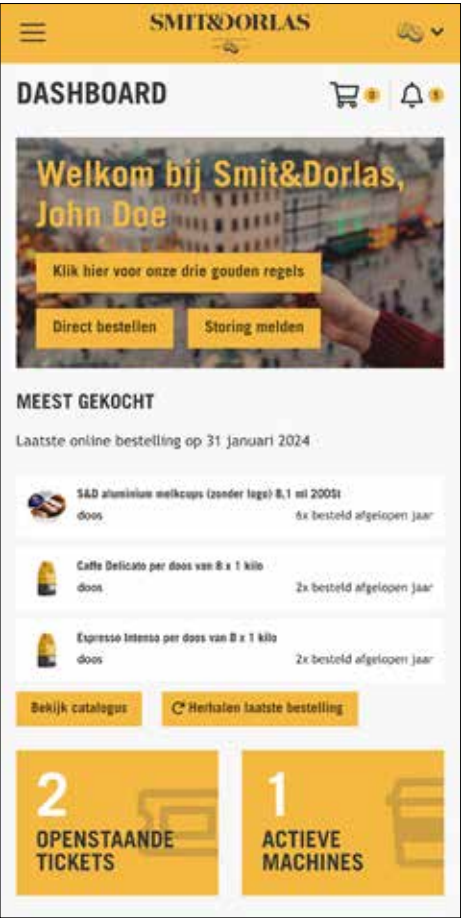 SMIT&DORLAS
DASHBOARD
Welkom bij Smit&Dorlas,
John Doe
Klik hier voor onze drie gouden regels
Direct bestellen Storing melden
MEEST GEKOCHT
Laatste online bestelling op 31 januari 2024
S&D aluminium melkcups (zonder logo) 8,1 ml 200St
doos 6x besteld afgelopen jaar
Caffe Delicato per doos van 8 x 1 kilo
doos 2x besteld afgelopen jaar
Espresso Intenso per doos van 8 x 1 kilo
doos 2x besteld afgelopen jaar
Bekijk catalogus Herhalen laatste bestelling
2 1
OPENSTAANDE ACTIEVE
TICKETS MACHINES